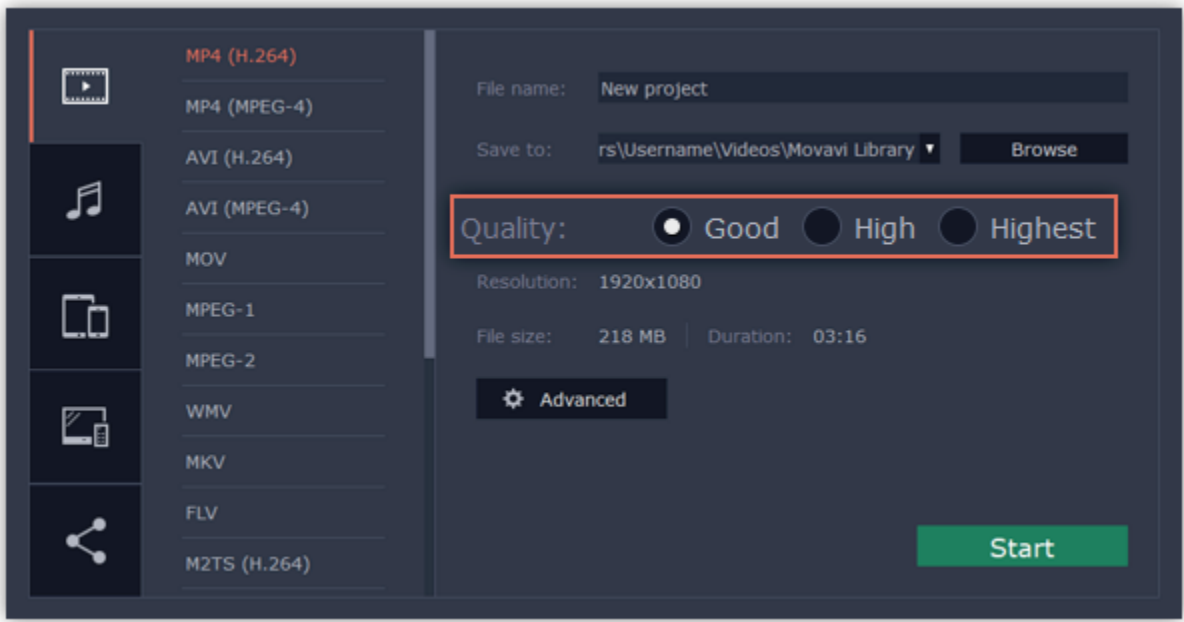 MP4 (H.264)
MP4 (MPEG-4)
AVI (H.264)
AVI (MPEG-4)
MOV
MPEG-1
MPEG-2
WMV
MKV
FLV
M2TS (H.264)
File name: New project
Save to: rs\Username\Videos\Movavi Library Browse
Quality: Good High Highest
Resolution: 1920x1080
File size: 218 MB Duration: 03:16
Advanced
Start